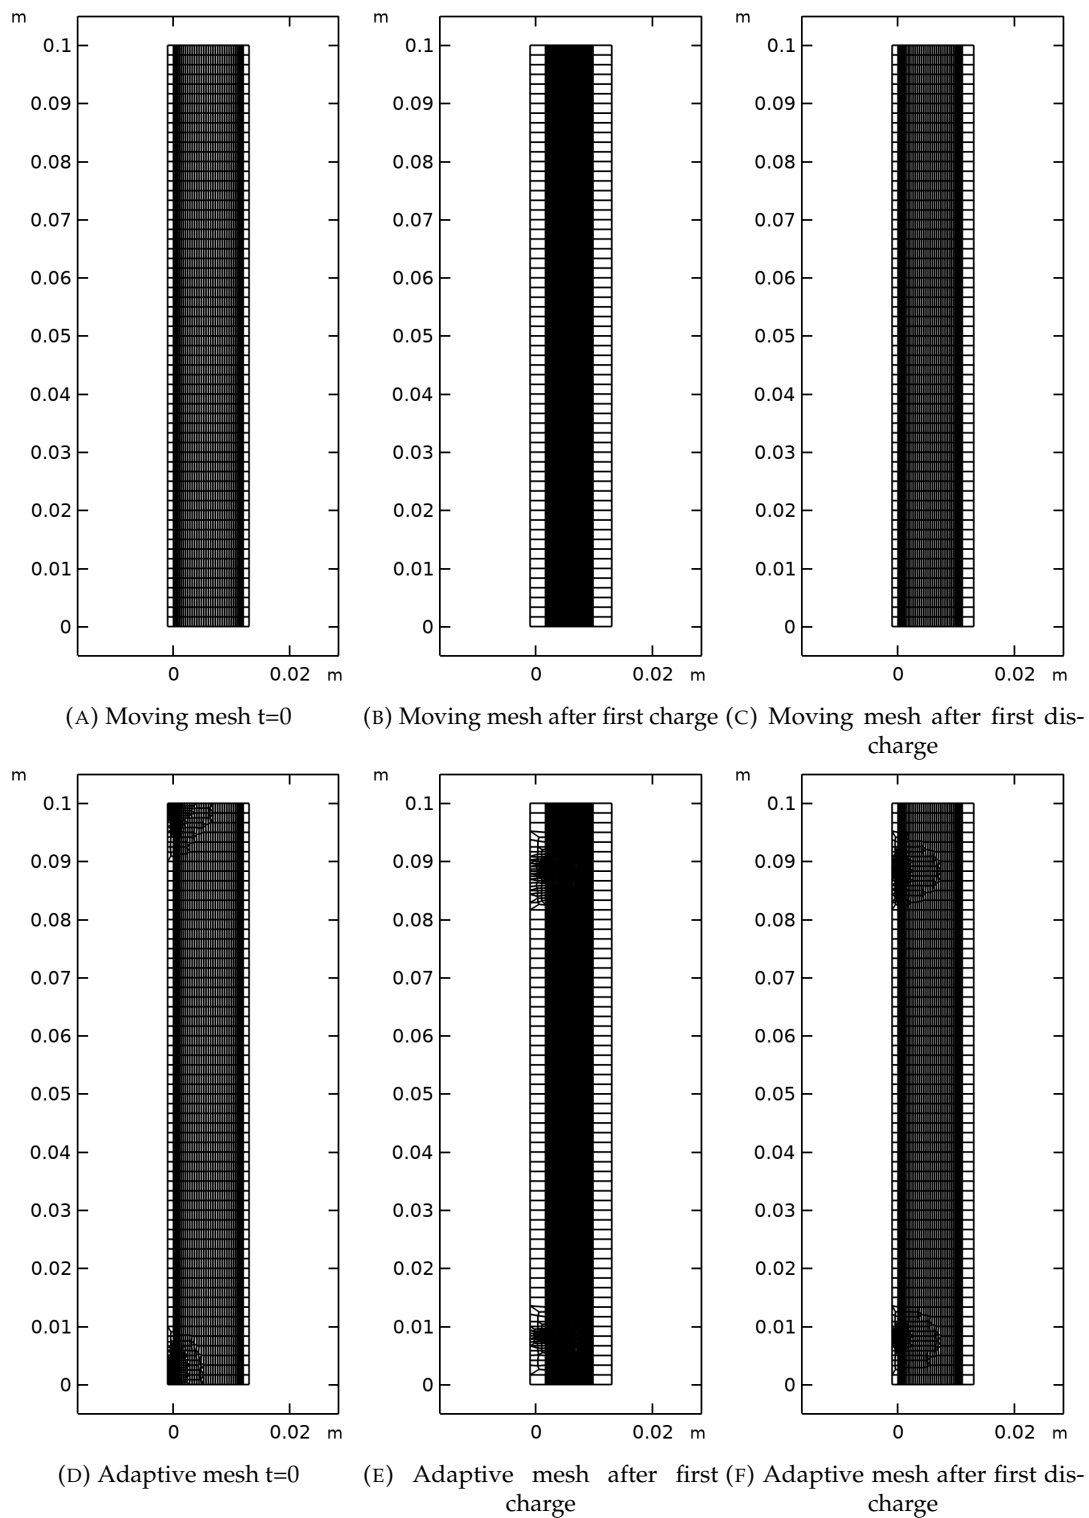 m m m
0.1 0.1 0.1
0.09 0.09 0.09
0.08 0.08 0.08
0.07 0.07 0.07
0.06 0.06 0.06
0.05 0.05 0.05
0.04 0.04 0.04
0.03 0.03 0.03
0.02 0.02 0.02
0.01 0.01 0.01
0 0 0
0 0.02 m 0 0.02 m 0 0.02 m
(A) Moving mesh t=0
(B) Moving mesh after first charge
(C) Moving mesh after first dis-
charge
m m m
0.1 0.1 0.1
0.09 0.09 0.09
0.08 0.08 0.08
0.07 0.07 0.07
0.06 0.06 0.06
0.05 0.05 0.05
0.04 0.04 0.04
0.03 0.03 0.03
0.02 0.02 0.02
0.01 0.01 0.01
0 0 0
0 0.02 m 0 0.02 m 0 0.02 m
(D) Adaptive mesh t=0
(E) Adaptive mesh after first
charge
(F) Adaptive mesh after first dis-
charge